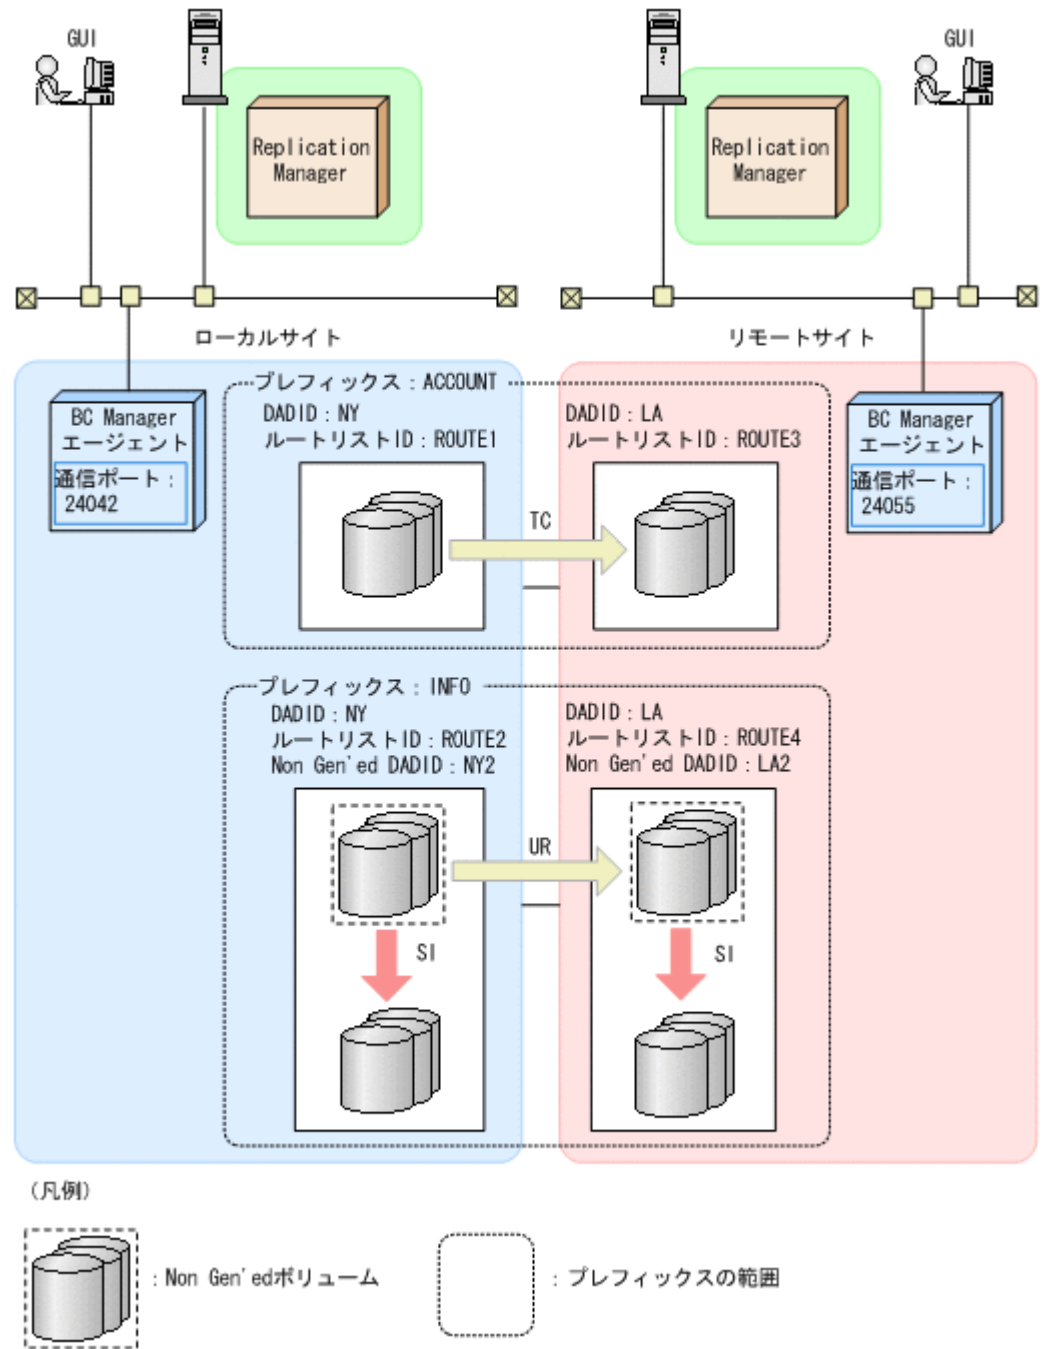 GUI
GUI
Replication
Manager
Replication
Manager
ローカルサイト
リモートサイト
プレフィックス：ACCOUNT
BC Manager
エージェント
通信ポート：
24042
DADID：NY
ルートリストID：ROUTE1
DADID：LA
ルートリストID：ROUTE3
BC Manager
エージェント
通信ポート：
24055
TC
プレフィックス：INFO
DADID：NY
ルートリストID：ROUTE2
Non Gen'ed DADID：NY2
DADID：LA
ルートリストID：ROUTE4
Non Gen'ed DADID：LA2
UR
SI
SI
(凡例)
：Non Gen'edボリューム
：プレフィックスの範囲